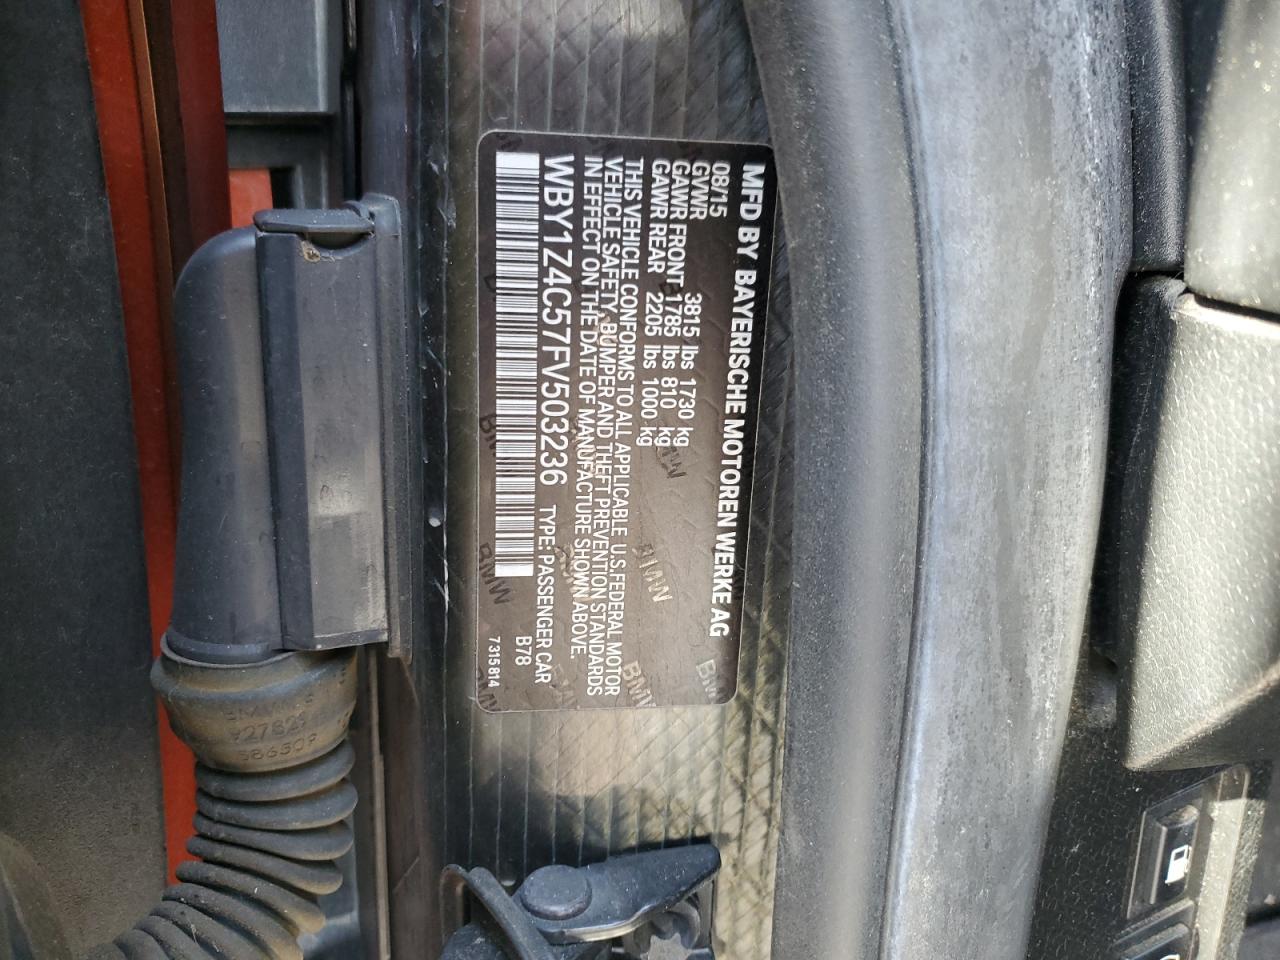 MFD BY BAYERISCHE MOTOREN WERKE AG
08/15
GVWR 3815 lbs 1730 kg
GAWR FRONT 1785 lbs 810 kg
GAWR REAR 2205 lbs 1000 kg
THIS VEHICLE CONFORMS TO ALL APPLICABLE U.S.FEDERAL MOTOR
VEHICLE SAFETY, BUMPER AND THEFT PREVENTION STANDARDS
IN EFFECT ON THE DATE OF MANUFACTURE SHOWN ABOVE.
WBY1Z4C57FV503236 TYPE: PASSENGER CAR
B78
7315814